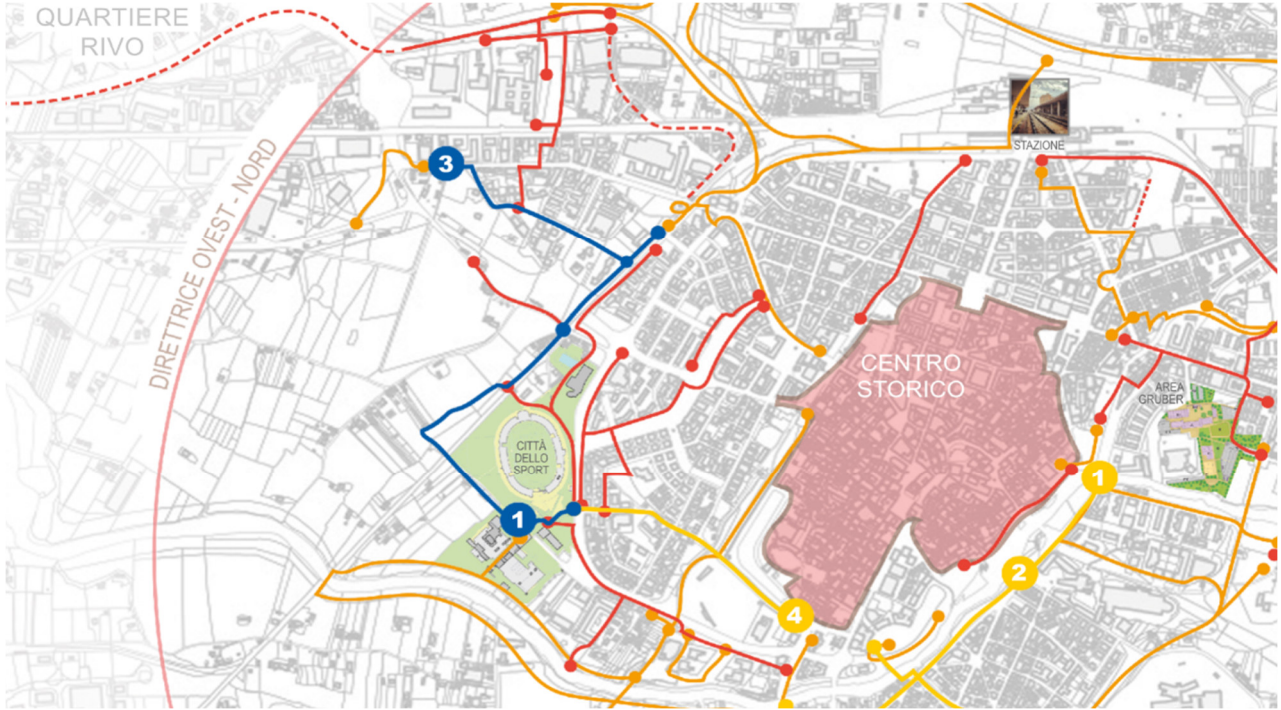 QUARTIERE
RIVO
DIRETTRICE OVEST - NORD
3
STAZIONE
CENTRO
STORICO
AREA
GRUBER
CITTÀ
DELLO
SPORT
1
1
2
4